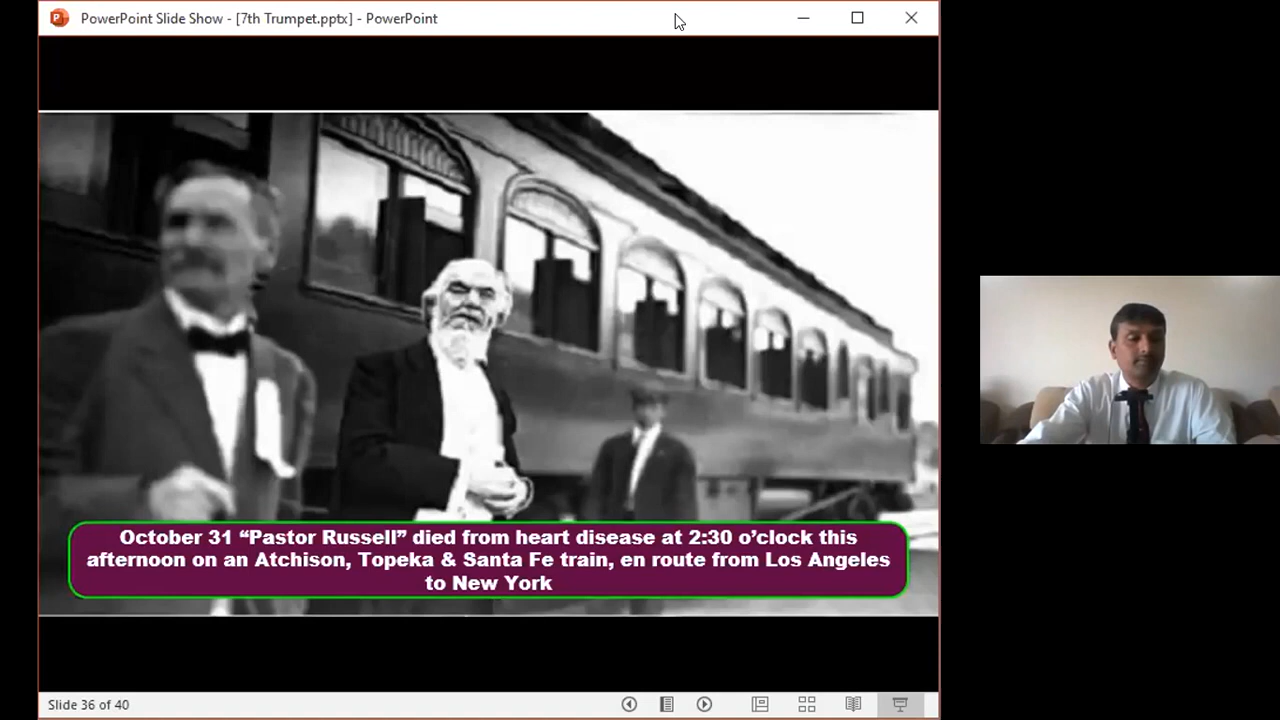 PowerPoint Slide Show - [7th Trumpet.pptx] - PowerPoint
October 31 “Pastor Russell” died from heart disease at 2:30 o’clock this
afternoon on an Atchison, Topeka & Santa Fe train, en route from Los Angeles
to New York
Slide 36 of 40